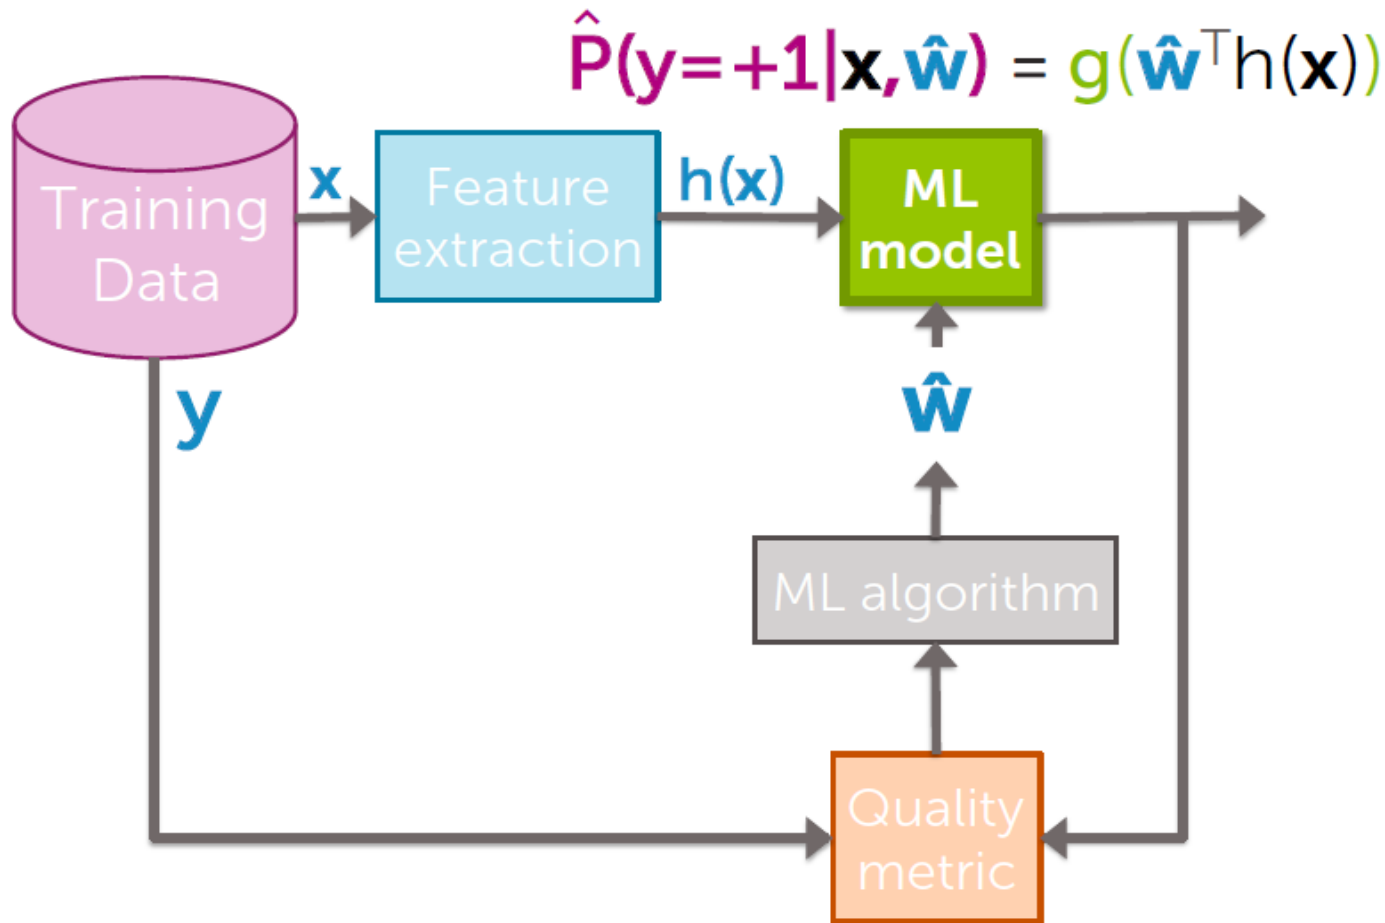 P̂(y=+1|x,ŵ) = g(ŵᵀh(x))
Training
Data
x
Feature
extraction
h(x)
ML
model
y
ŵ
ML algorithm
Quality
metric